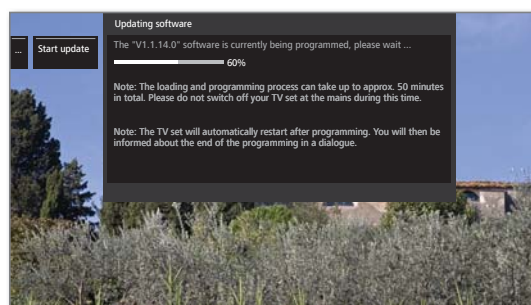 Updating software
... Start update
The "V1.1.14.0" software is currently being programmed, please wait ...
60%
Note: The loading and programming process can take up to approx. 50 minutes
in total. Please do not switch off your TV set at the mains during this time.
Note: The TV set will automatically restart after programming. You will then be
informed about the end of the programming in a dialogue.